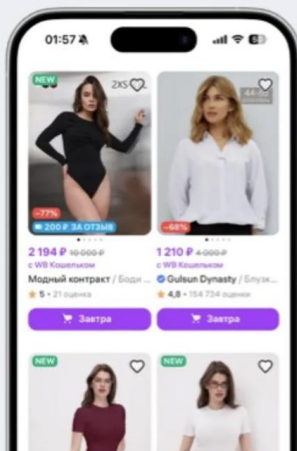 01:57
NEW
2XS
-77%
200 ₽ ЗА ОТЗЫВ
2 194 ₽ 10 000 ₽
с WB Кошельком
Модный контракт / Боди ...
5 • 21 оценка
Завтра
-68%
1 210 ₽ 4 000 ₽
с WB Кошельком
Gulsun Dynasty / Блузк...
4,8 • 154 734 оценки
Завтра
NEW
NEW